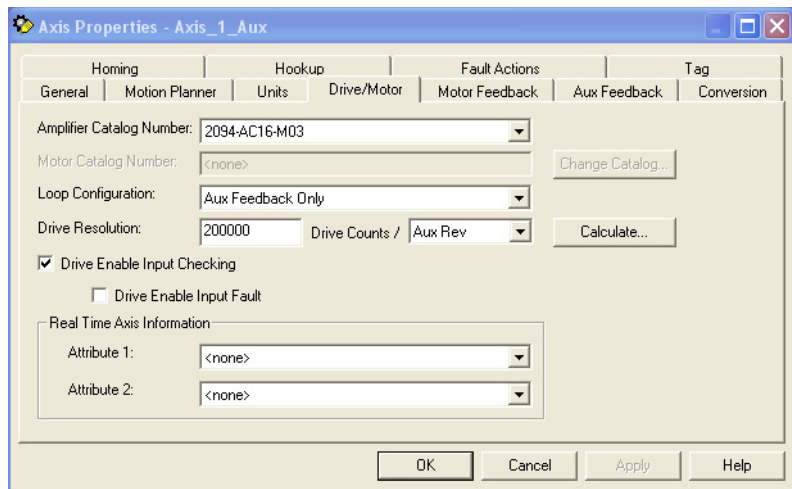 Axis Properties - Axis_1_Aux
Homing Hookup Fault Actions Tag
General Motion Planner Units Drive/Motor Motor Feedback Aux Feedback Conversion
Amplifier Catalog Number: 2094-AC16-M03
Motor Catalog Number: <none> Change Catalog...
Loop Configuration: Aux Feedback Only
Drive Resolution: 200000 Drive Counts / Aux Rev Calculate...
Drive Enable Input Checking
Drive Enable Input Fault
Real Time Axis Information
Attribute 1: <none>
Attribute 2: <none>
OK Cancel Apply Help